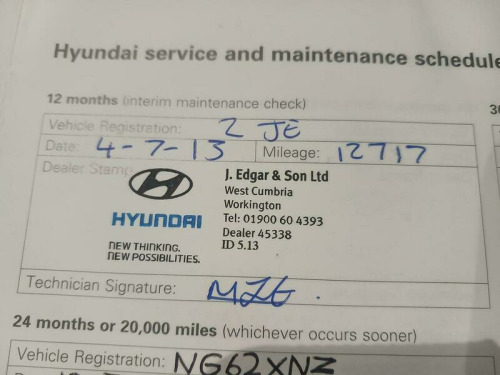 Hyundai service and maintenance schedule
12 months (interim maintenance check)
Vehicle Registration: 2 JE
Date: 4-7-13 Mileage: 12717
Dealer Stamp
HYUNDAI
NEW THINKING.
NEW POSSIBILITIES.
J. Edgar & Son Ltd
West Cumbria
Workington
Tel: 01900 60 4393
Dealer 45338
ID 5.13
Technician Signature:
24 months or 20,000 miles (whichever occurs sooner)
Vehicle Registration: NG62XNZ